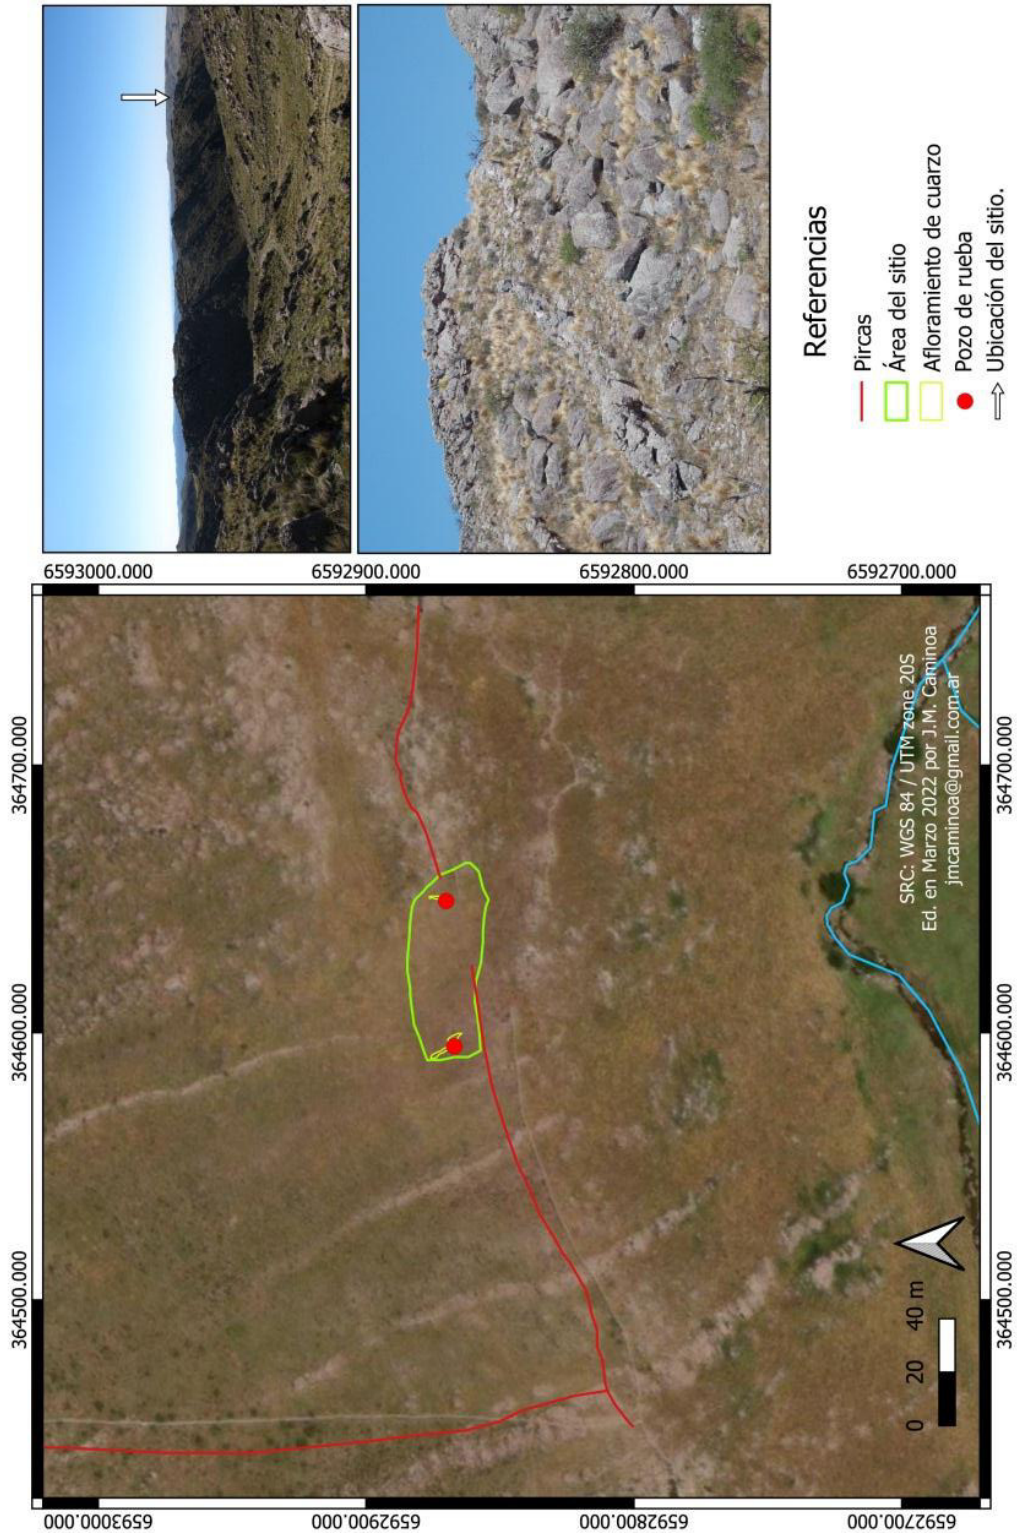 364500.000
364600.000
364700.000
6593000.000
6592900.000
6592800.000
6592700.000
6593000.000
6592900.000
6592800.000
6592700.000
0 20 40 m
SRC: WGS 84 / UTM zone 20S
Ed. en Marzo 2022 por J.M. Caminoa
jmcaminoa@gmail.com.ar
364500.000
364600.000
364700.000
Referencias
Pircas
Área del sitio
Afloramiento de cuarzo
Pozo de rueba
Ubicación del sitio.